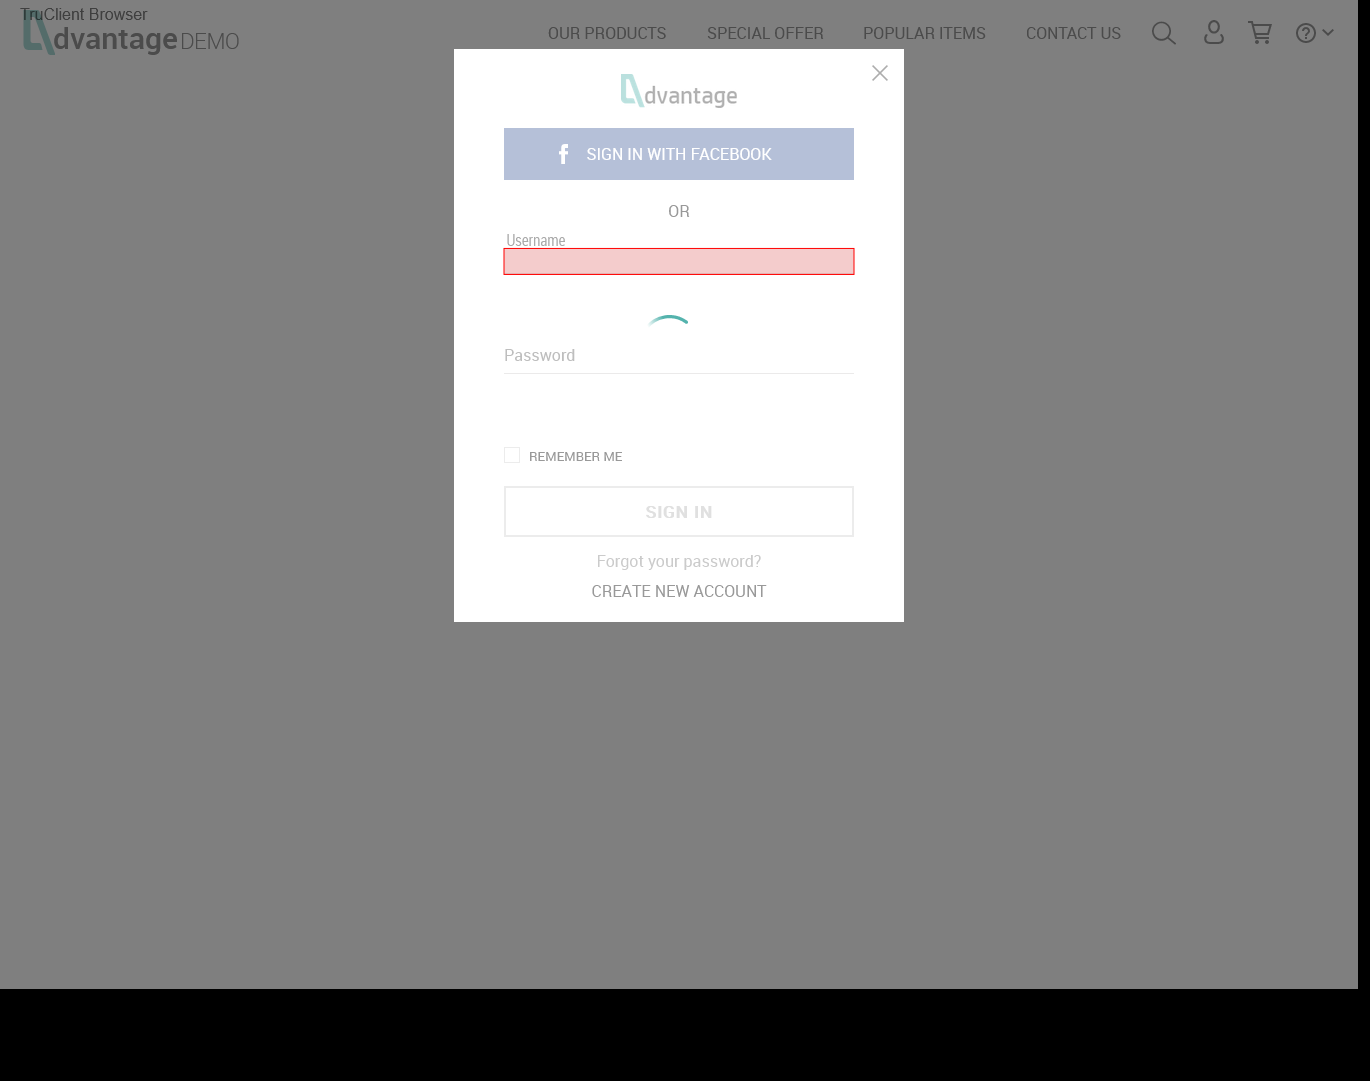 TruClient Browser
dvantage DEMO
OUR PRODUCTS
SPECIAL OFFER
POPULAR ITEMS
CONTACT US
dvantage
SIGN IN WITH FACEBOOK
OR
Username
Password
REMEMBER ME
SIGN IN
Forgot your password?
CREATE NEW ACCOUNT